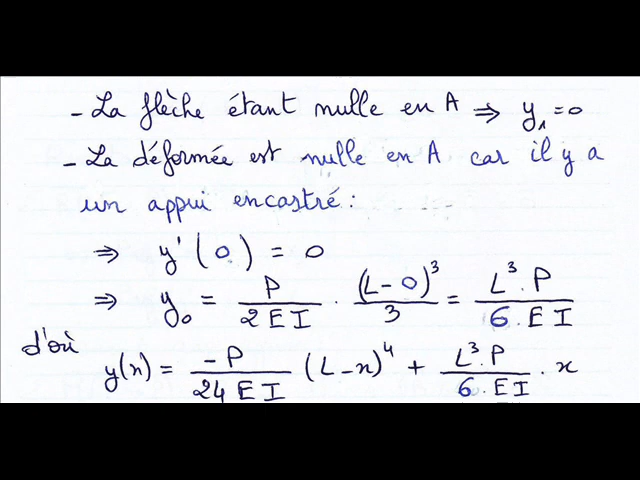 - La flèche étant nulle en A ⇒ y₁ = 0
- La déformée est nulle en A car il y a
un appui encastré :
⇒ y'(0) = 0
⇒ y₀ = P / 2EI · (L-0)³ / 3 = L³.P / 6.EI
d'où
y(x) = -P / 24EI (L-x)⁴ + L³.P / 6.EI . x